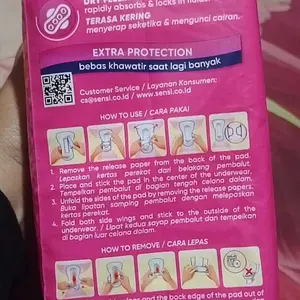 rapidly absorbs & locks in fluid.
TERASA KERING
menyerap seketika & mengunci cairan.
EXTRA PROTECTION
bebas khawatir saat lagi banyak
Customer Service / Layanan Konsumen:
cs@sensi.co.id / www.sensi.co.id
HOW TO USE / CARA PAKAI
1. Remove the release paper from the back of the pad.
Lepaskan kertas perekat dari belakang pembalut.
2. Place and stick the pad in the center of the underwear.
Tempelkan pembalut di bagian tengah celana dalam.
3. Unfold the sides of the pad by removing the release papers.
Buka lipatan samping pembalut dengan melepaskan
kertas perekat.
4. Fold both side wings and stick to the outside of the
underwear. / Lipat kedua sayap pembalut dan tempelkan
di bagian luar celana dalam.
HOW TO REMOVE / CARA LEPAS
wings and the back edge of the pad out of